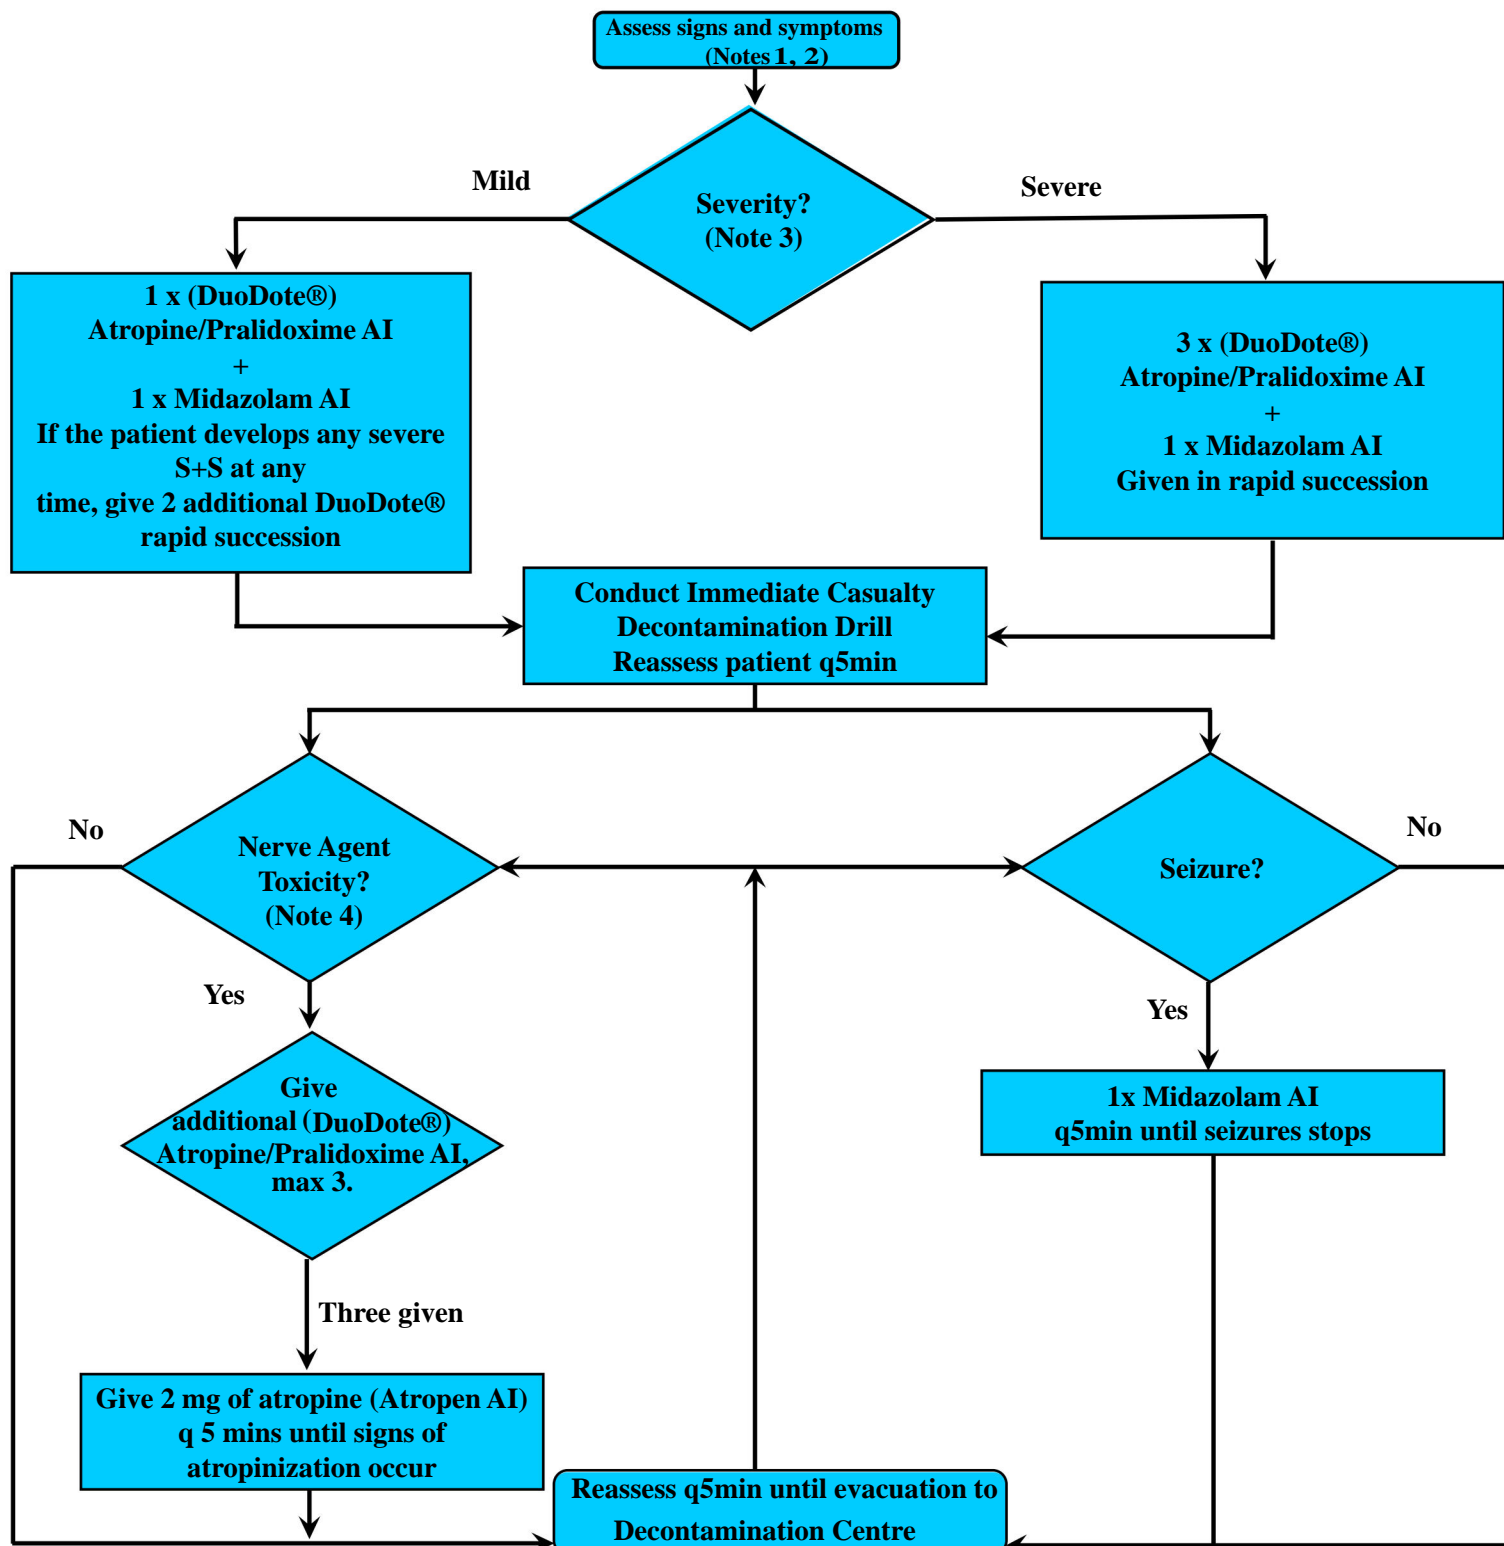 Assess signs and symptoms
(Notes 1, 2)
Mild
Severity?
(Note 3)
Severe
1 x (DuoDote®)
Atropine/Pralidoxime AI
+
1 x Midazolam AI
If the patient develops any severe
S+S at any
time, give 2 additional DuoDote®
rapid succession
3 x (DuoDote®)
Atropine/Pralidoxime AI
+
1 x Midazolam AI
Given in rapid succession
Conduct Immediate Casualty
Decontamination Drill
Reassess patient q5min
No
Nerve Agent
Toxicity?
(Note 4)
Seizure?
No
Yes
Yes
Give
additional (DuoDote®)
Atropine/Pralidoxime AI,
max 3.
1x Midazolam AI
q5min until seizures stops
Three given
Give 2 mg of atropine (Atropen AI)
q 5 mins until signs of
atropinization occur
Reassess q5min until evacuation to
Decontamination Centre